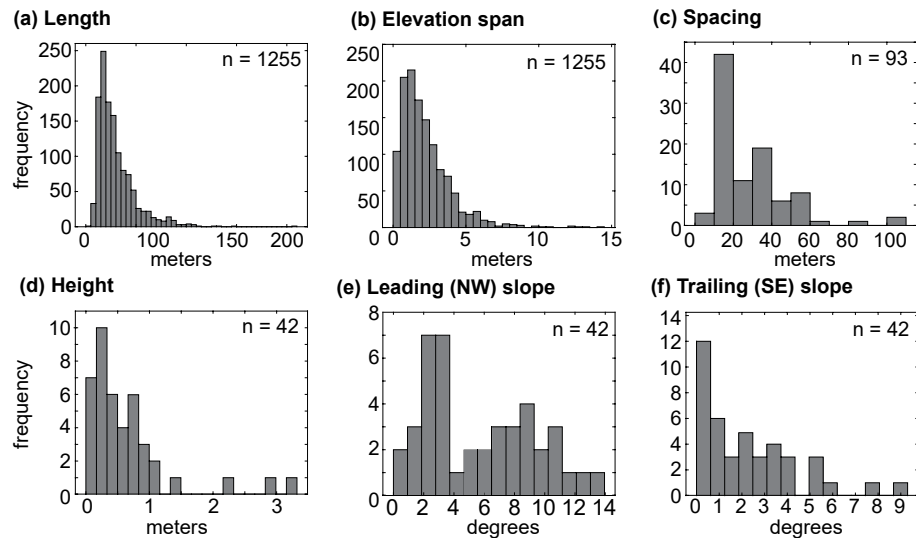 (a) Length
(b) Elevation span
(c) Spacing
n = 1255
n = 1255
n = 93
frequency
250
200
150
100
50
0
250
200
150
100
50
0
40
20
10
0
0 100 150 200
0 5 10 15
20 40 60 80 100
meters
meters
meters
(d) Height
(e) Leading (NW) slope
(f) Trailing (SE) slope
n = 42
n = 42
n = 42
frequency
10
8
6
4
2
0
8
6
4
2
0
14
12
10
8
6
4
2
0
0 1 2 3
0 2 4 6 8 10 12 14
0 1 2 3 4 5 6 7 8 9
meters
degrees
degrees